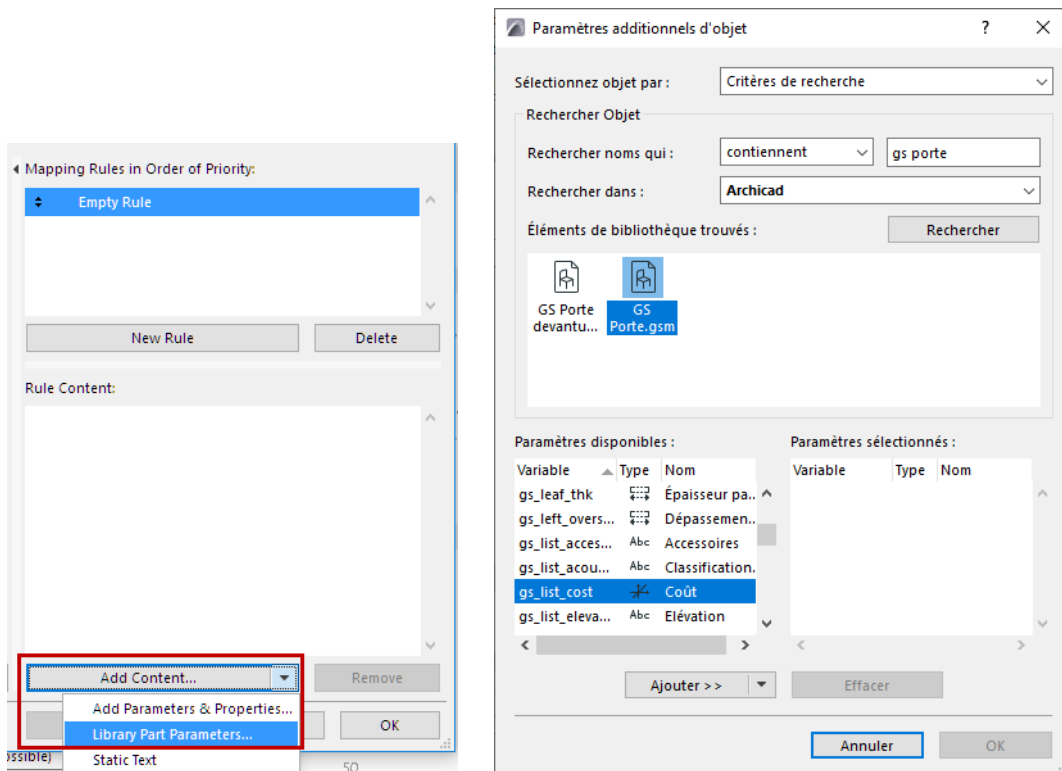 Mapping Rules in Order of Priority:
Empty Rule
New Rule Delete
Rule Content:
Add Content... Remove
Add Parameters & Properties...
OK
Library Part Parameters...
Static Text
50
Paramètres additionnels d'objet ?
Sélectionnez objet par : Critères de recherche
Rechercher Objet
Rechercher noms qui : contiennent gs porte
Rechercher dans : Archicad
Éléments de bibliothèque trouvés : Rechercher
GS Porte devantu...
GS Porte.gsm
Paramètres disponibles : Paramètres sélectionnés :
Variable Type Nom Variable Type Nom
gs_leaf_thk Épaisseur pa..
gs_left_overs... Dépassemen..
gs_list_acces... Abc Accessoires
gs_list_acou... Abc Classification.
gs_list_cost Coût
gs_list_eleva... Abc Elévation
Ajouter >> Effacer
Annuler OK